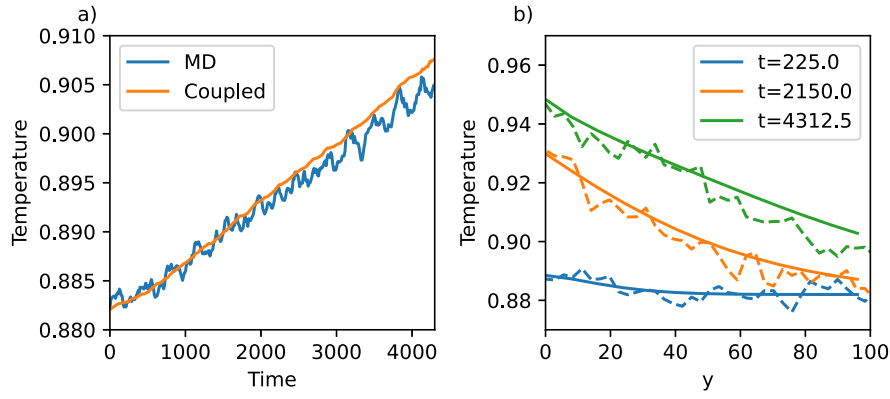 a)
0.910
0.905
0.900
0.895
0.890
0.885
0.880
Temperature
0
1000
2000
3000
4000
Time
MD
Coupled
b)
0.96
0.94
0.92
0.90
0.88
Temperature
0
20
40
60
80
100
y
t=225.0
t=2150.0
t=4312.5